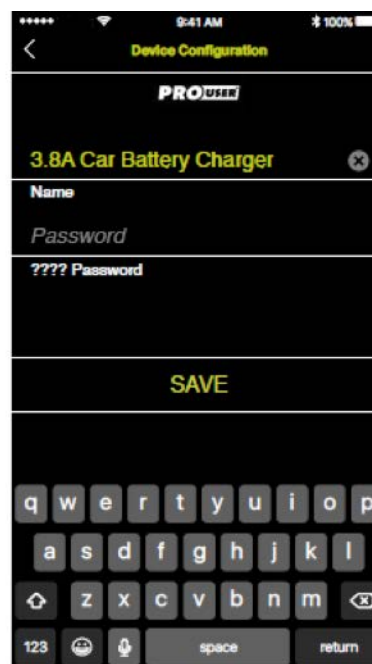 9:41 AM 100%
Device Configuration
PROUSER
3.8A Car Battery Charger
Name
Password
???? Password
SAVE
q w e r t y u i o p
a s d f g h j k l
z x c v b n m
123 space return